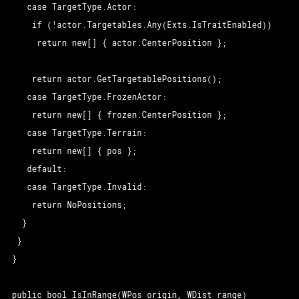 case TargetType.Actor:
if (!actor.Targetables.Any(Exts.IsTraitEnabled))
return new[] { actor.CenterPosition };
return actor.GetTargetablePositions();
case TargetType.FrozenActor:
return new[] { frozen.CenterPosition };
case TargetType.Terrain:
return new[] { pos };
default:
case TargetType.Invalid:
return NoPositions;
}
}
}
public bool IsInRange(WPos origin, WDist range)